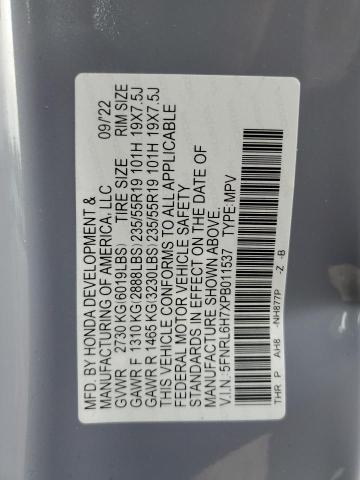 MFD. BY HONDA DEVELOPMENT &
MANUFACTURING OF AMERICA, LLC 09/22
GVWR 2730 KG(6019LBS) TIRE SIZE RIM SIZE
GAWR F 1310 KG(2888LBS)235/55R19 101H 19X7.5J
GAWR R 1465 KG(3230LBS)235/55R19 101H 19X7.5J
THIS VEHICLE CONFORMS TO ALL APPLICABLE
FEDERAL MOTOR VEHICLE SAFETY
STANDARDS IN EFFECT ON THE DATE OF
MANUFACTURE SHOWN ABOVE.
V.I.N.:5FNRL6H7XPB011537 TYPE:MPV
THR P AH8 -NH877P -Z -B